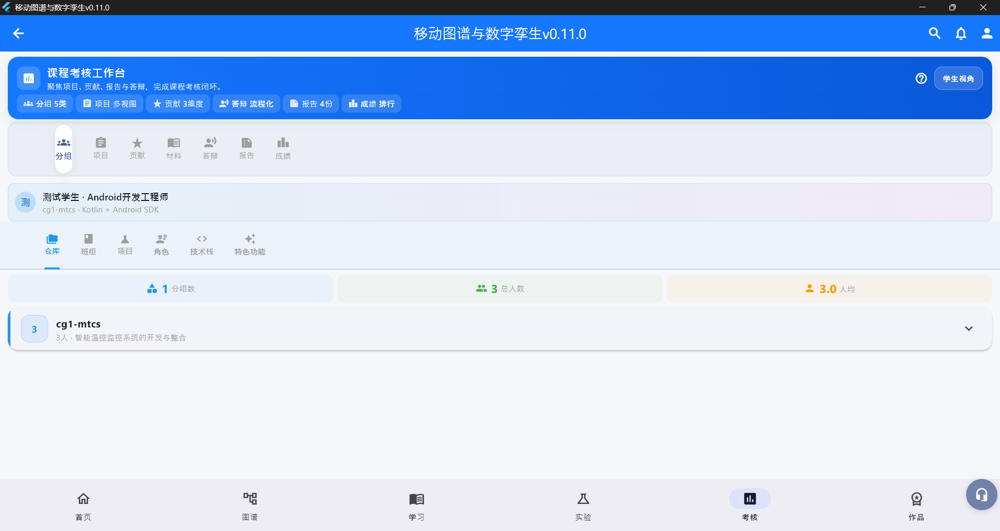 移动图谱与数字孪生v0.11.0
移动图谱与数字孪生v0.11.0
课程考核工作台
聚焦项目、贡献、报告与答辩，完成课程考核闭环。
学生视角
分组 5类
项目 多视图
贡献 3维度
答辩 流程化
报告 4份
成绩 排行
分组
项目
贡献
材料
答辩
报告
成绩
测
测试学生 · Android开发工程师
cg1-mtcs · Kotlin + Android SDK
仓库
班组
项目
角色
技术栈
特色功能
1 分组数
3 总人数
3.0 人均
3
cg1-mtcs
3人 · 智能温控监控系统的开发与整合
首页
图谱
学习
实验
考核
作品